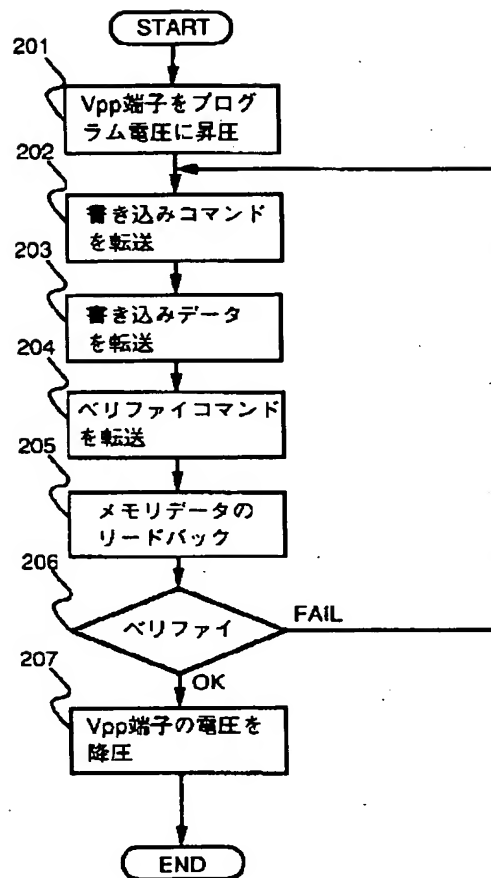 START
201
Vpp端子をプログ
ラム電圧に昇圧
202
書き込みコマンド
を転送
203
書き込みデータ
を転送
204
ベリファイコマンド
を転送
205
メモリデータの
リードバック
206
ベリファイ
FAIL
OK
207
Vpp端子の電圧を
降圧
END